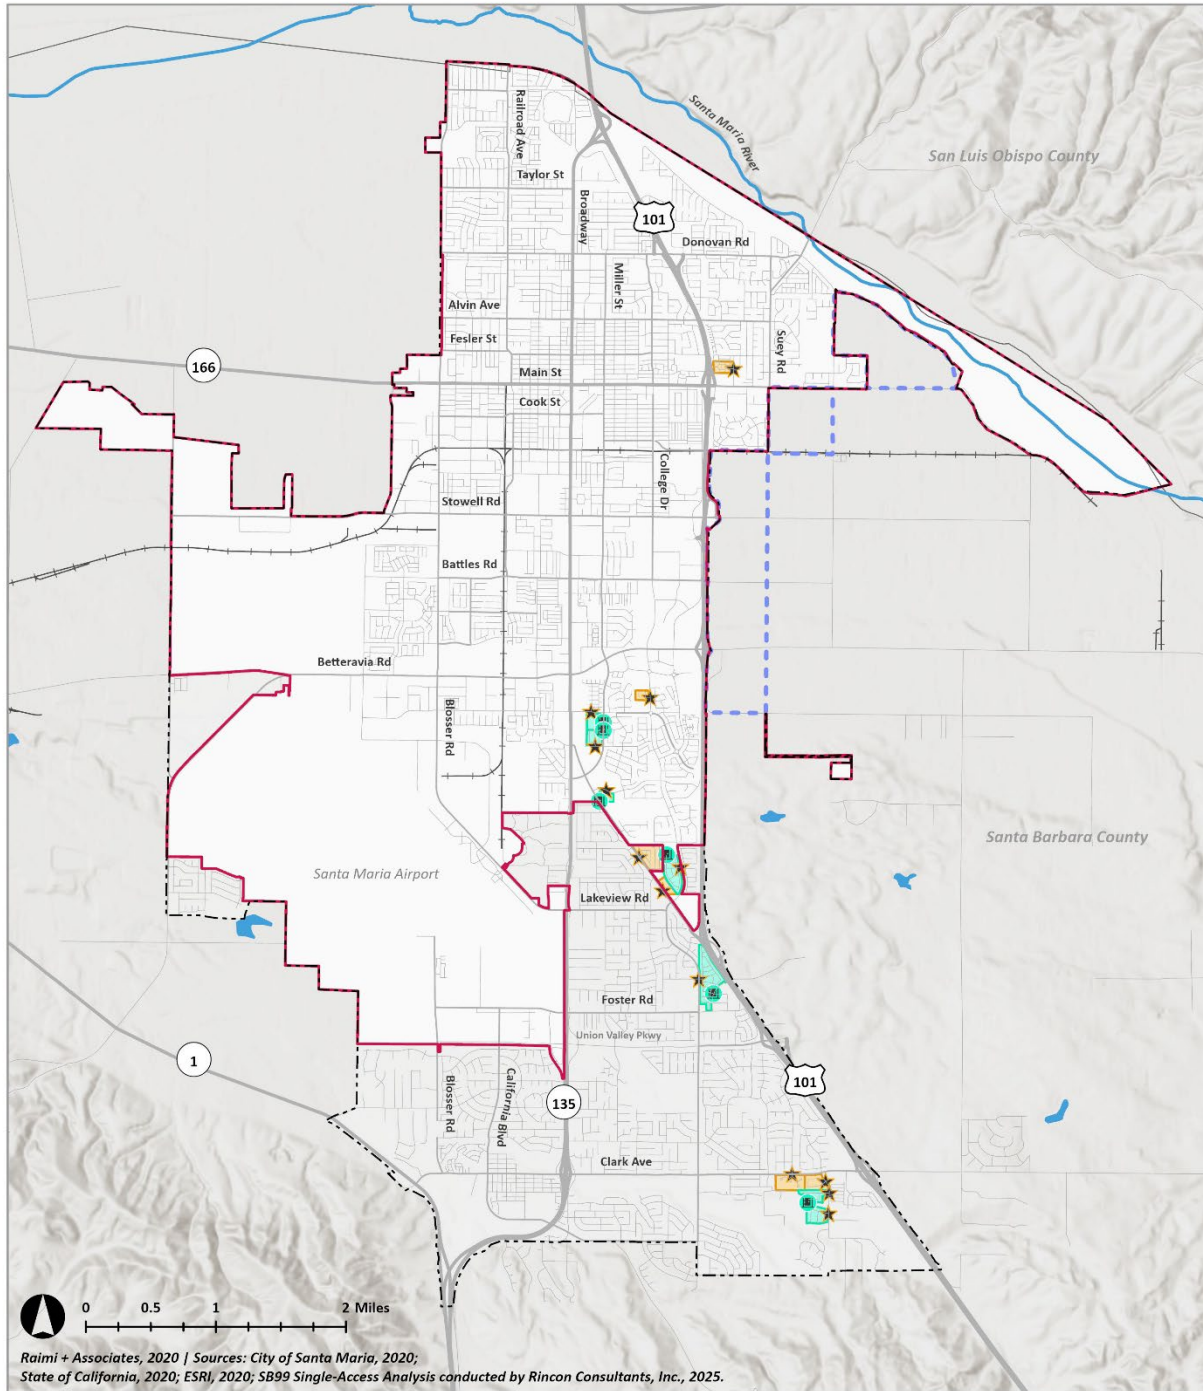 Railroad Ave
Santa Maria River
San Luis Obispo County
Taylor St
Broadway
101
Donovan Rd
Miller St
Alvin Ave
Fesler St
Suey Rd
166
Main St
Cook St
College Dr
Stowell Rd
Battles Rd
Betteravia Rd
Blosser Rd
Santa Barbara County
Santa Maria Airport
Lakeview Rd
Foster Rd
Union Valley Pkwy
1
101
Blosser Rd
California Blvd
135
Clark Ave
0 0.5 1 2 Miles
Raimi + Associates, 2020 | Sources: City of Santa Maria, 2020;
State of California, 2020; ESRI, 2020; SB99 Single-Access Analysis conducted by Rincon Consultants, Inc., 2025.